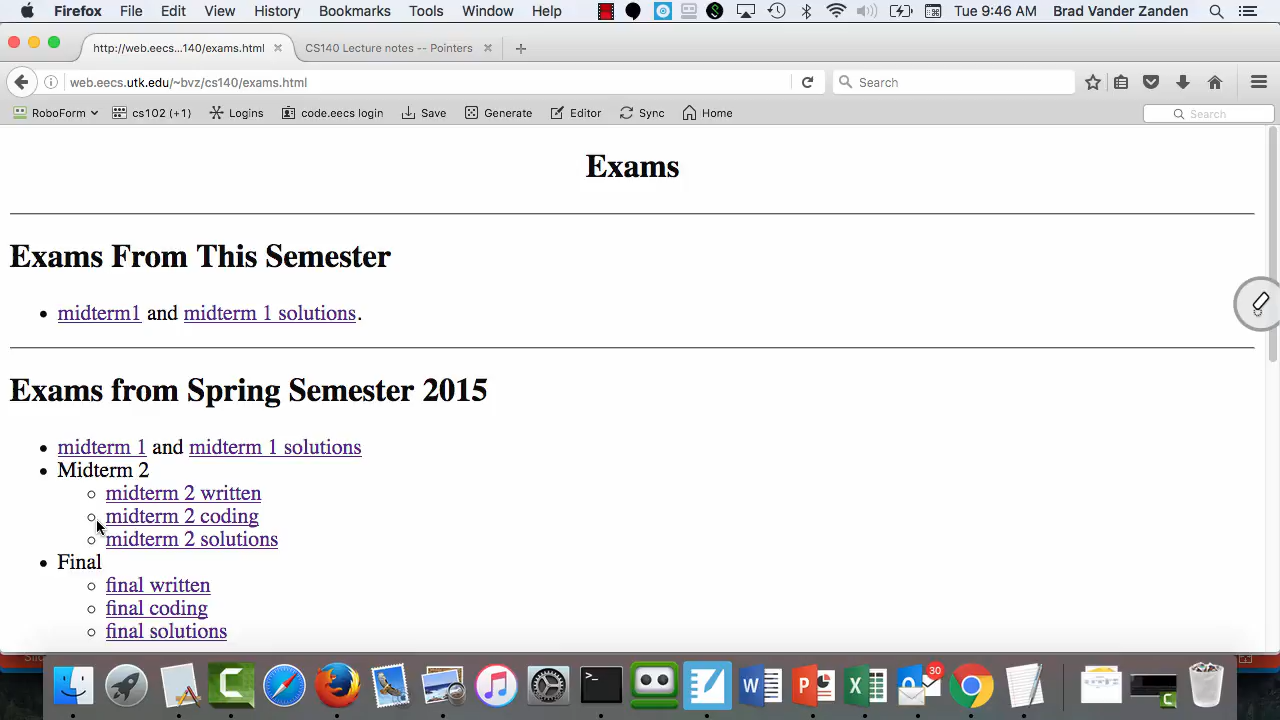 Firefox File Edit View History Bookmarks Tools Window Help Tue 9:46 AM Brad Vander Zanden
http://web.eecs...140/exams.html CS140 Lecture notes -- Pointers
web.eecs.utk.edu/~bvz/cs140/exams.html Search
RoboForm cs102 (+1) Logins code.eecs login Save Generate Editor Sync Home Search
Exams
Exams From This Semester
• midterm1 and midterm 1 solutions.
Exams from Spring Semester 2015
• midterm 1 and midterm 1 solutions
• Midterm 2
◦ midterm 2 written
◦ midterm 2 coding
◦ midterm 2 solutions
• Final
◦ final written
◦ final coding
◦ final solutions
30